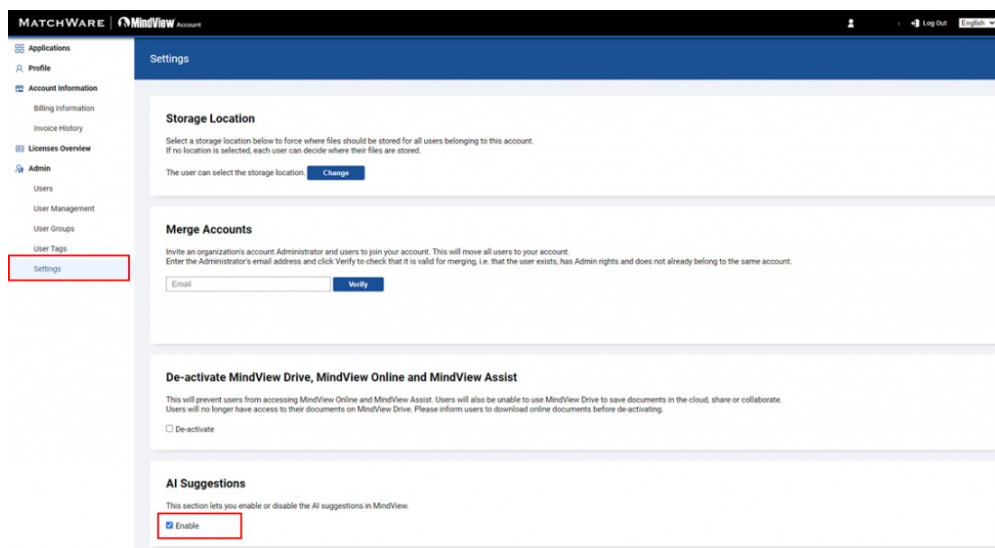 MATCHWARE | MindView Account
Log Out English
Applications
Profile
Account Information
Billing Information
Invoice History
Licenses Overview
Admin
Users
User Management
User Groups
User Tags
Settings
Settings
Storage Location
Select a storage location below to force where files should be stored for all users belonging to this account.
If no location is selected, each user can decide where their files are stored.
The user can select the storage location. Change
Merge Accounts
Invite an organization's account Administrator and users to join your account. This will move all users to your account.
Enter the Administrator's email address and click Verify to check that it is valid for merging, i.e. that the user exists, has Admin rights and does not already belong to the same account.
Email Verify
De-activate MindView Drive, MindView Online and MindView Assist
This will prevent users from accessing MindView Online and MindView Assist. Users will also be unable to use MindView Drive to save documents in the cloud, share or collaborate.
Users will no longer have access to their documents on MindView Drive. Please inform users to download online documents before de-activating.
De-activate
AI Suggestions
This section lets you enable or disable the AI suggestions in MindView.
Enable